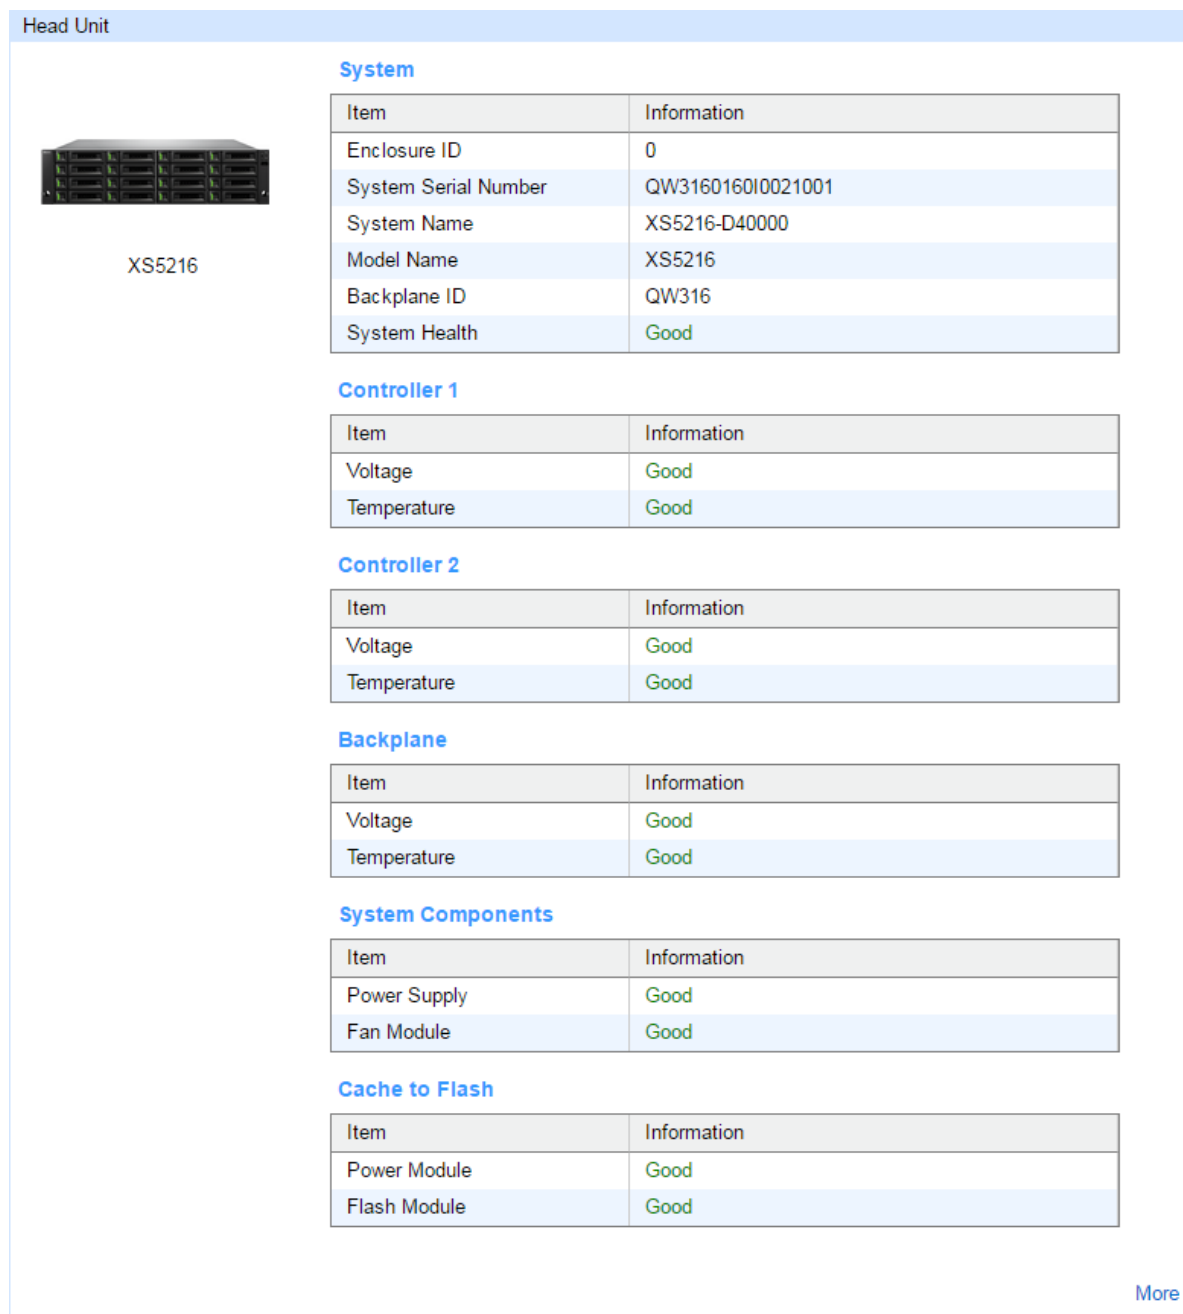 Head Unit
System
Item Information
Enclosure ID 0
System Serial Number QW3160160I0021001
System Name XS5216-D40000
XS5216
Model Name XS5216
Backplane ID QW316
System Health Good
Controller 1
Item Information
Voltage Good
Temperature Good
Controller 2
Item Information
Voltage Good
Temperature Good
Backplane
Item Information
Voltage Good
Temperature Good
System Components
Item Information
Power Supply Good
Fan Module Good
Cache to Flash
Item Information
Power Module Good
Flash Module Good
More